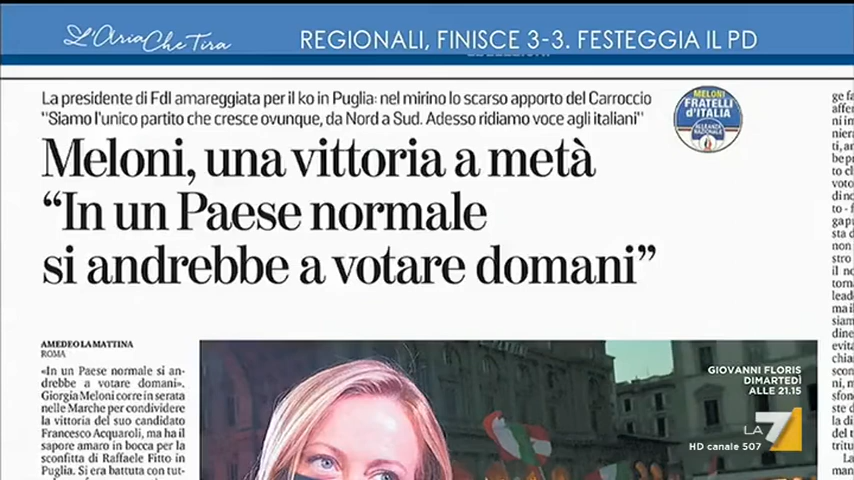 L'Aria Che Tira
REGIONALI, FINISCE 3-3. FESTEGGIA IL PD
La presidente di FdI amareggiata per il ko in Puglia: nel mirino lo scarso apporto del Carroccio
"Siamo l'unico partito che cresce ovunque, da Nord a Sud. Adesso ridiamo voce agli italiani"
MELONI
FRATELLI
d'ITALIA
ALLEANZA
NAZIONALE
Meloni, una vittoria a metà
“In un Paese normale
si andrebbe a votare domani”
AMEDEO LA MATTINA
ROMA
«In un Paese normale si an-
drebbe a votare domani».
Giorgia Meloni corre in serata
nelle Marche per condividere
la vittoria del suo candidato
Francesco Acquaroli, ma ha il
sapore amaro in bocca per la
sconfitta di Raffaele Fitto in
Puglia. Si era battuta con tut-
GIOVANNI FLORIS
DIMARTEDÌ
ALLE 21.15
LA 7
HD canale 507